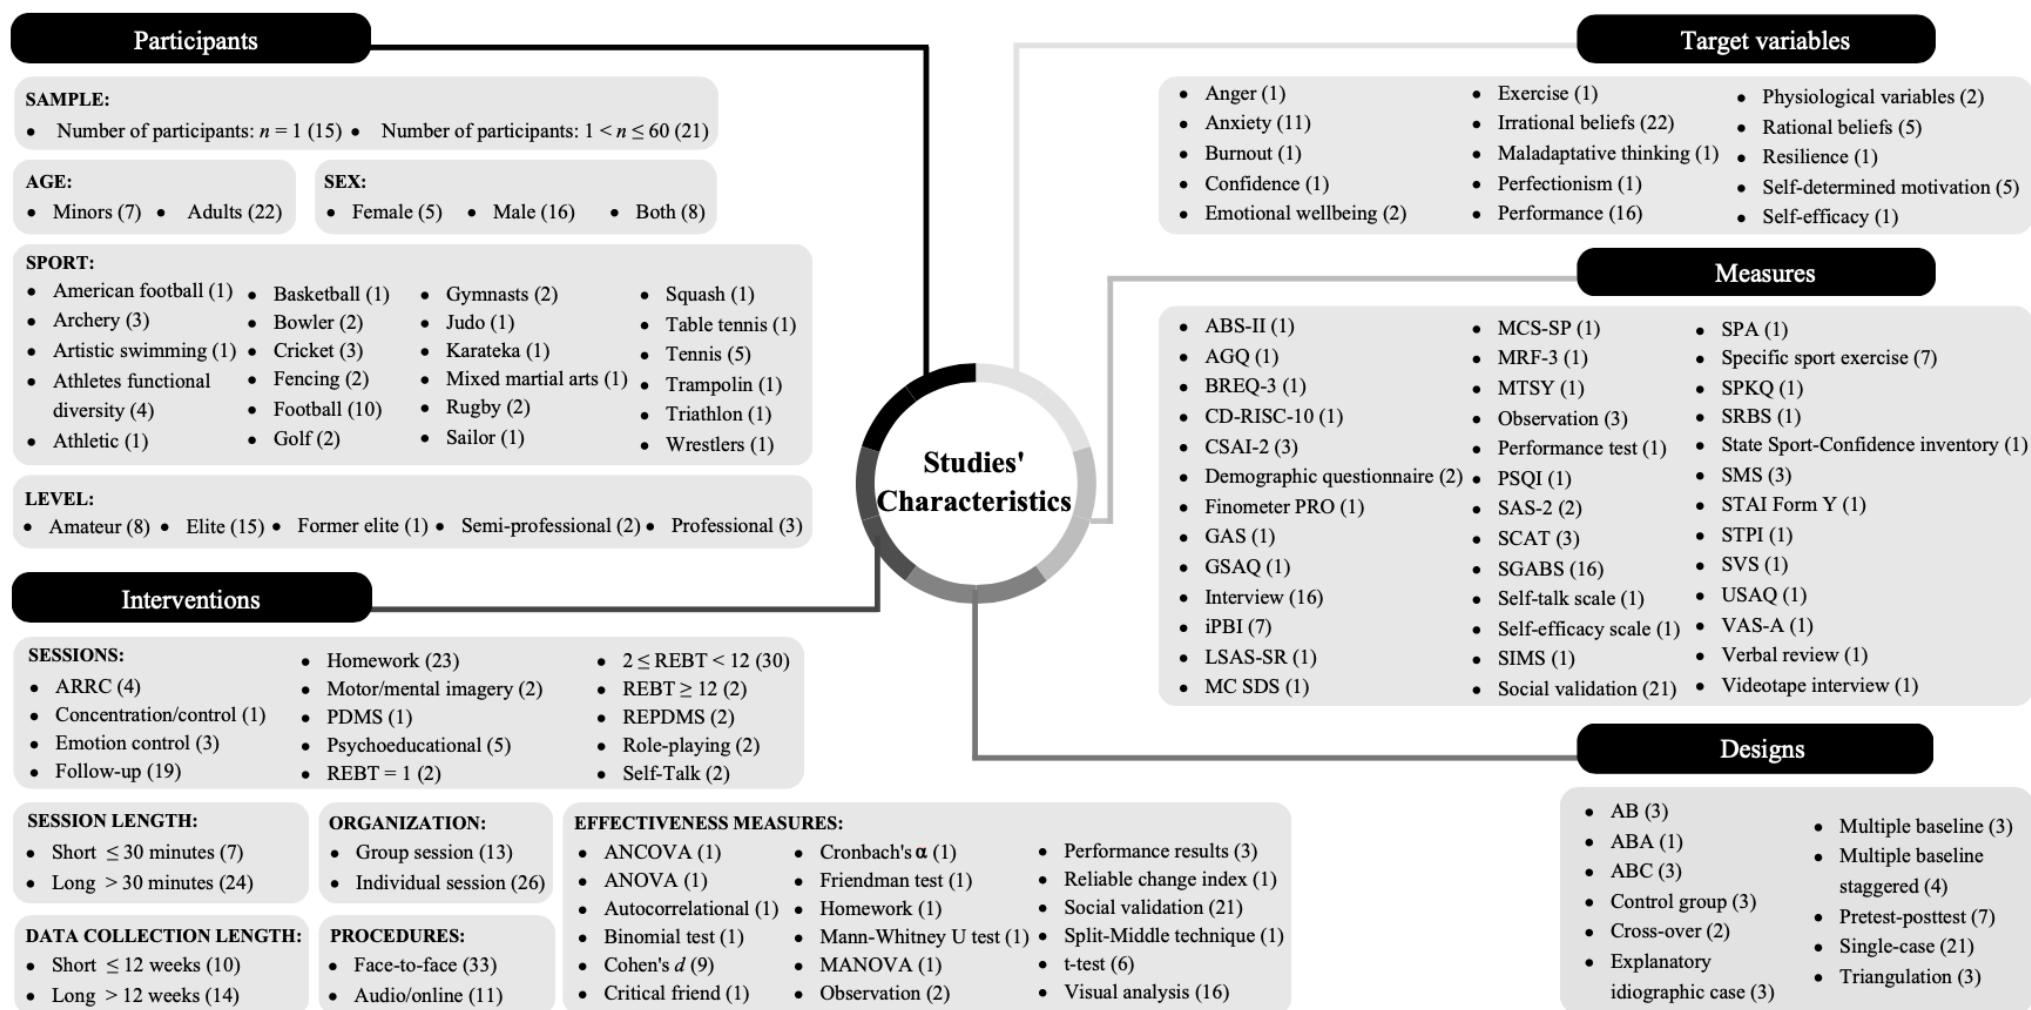 Participants
SAMPLE:
• Number of participants: n = 1 (15) • Number of participants: 1 < n ≤ 60 (21)
AGE:
• Minors (7) • Adults (22)
SEX:
• Female (5) • Male (16) • Both (8)
SPORT:
• American football (1)
• Archery (3)
• Artistic swimming (1)
• Athletes functional
diversity (4)
• Athletic (1)
• Basketball (1)
• Bowler (2)
• Cricket (3)
• Fencing (2)
• Football (10)
• Golf (2)
• Gymnasts (2)
• Judo (1)
• Karateka (1)
• Mixed martial arts (1)
• Rugby (2)
• Sailor (1)
• Squash (1)
• Table tennis (1)
• Tennis (5)
• Trampolin (1)
• Triathlon (1)
• Wrestlers (1)
LEVEL:
• Amateur (8) • Elite (15) • Former elite (1) • Semi-professional (2) • Professional (3)
Interventions
SESSIONS:
• ARRC (4)
• Concentration/control (1)
• Emotion control (3)
• Follow-up (19)
• Homework (23)
• Motor/mental imagery (2)
• PDMS (1)
• Psychoeducational (5)
• REBT = 1 (2)
• 2 ≤ REBT < 12 (30)
• REBT ≥ 12 (2)
• REPDMS (2)
• Role-playing (2)
• Self-Talk (2)
SESSION LENGTH:
• Short ≤ 30 minutes (7)
• Long > 30 minutes (24)
ORGANIZATION:
• Group session (13)
• Individual session (26)
DATA COLLECTION LENGTH:
• Short ≤ 12 weeks (10)
• Long > 12 weeks (14)
PROCEDURES:
• Face-to-face (33)
• Audio/online (11)
EFFECTIVENESS MEASURES:
• ANCOVA (1)
• ANOVA (1)
• Autocorrelational (1)
• Binomial test (1)
• Cohen's d (9)
• Critical friend (1)
• Cronbach's α (1)
• Friendman test (1)
• Homework (1)
• Mann-Whitney U test (1)
• MANOVA (1)
• Observation (2)
• Performance results (3)
• Reliable change index (1)
• Social validation (21)
• Split-Middle technique (1)
• t-test (6)
• Visual analysis (16)
Studies'
Characteristics
Target variables
• Anger (1)
• Anxiety (11)
• Burnout (1)
• Confidence (1)
• Emotional wellbeing (2)
• Exercise (1)
• Irrational beliefs (22)
• Maladaptative thinking (1)
• Perfectionism (1)
• Performance (16)
• Physiological variables (2)
• Rational beliefs (5)
• Resilience (1)
• Self-determined motivation (5)
• Self-efficacy (1)
Measures
• ABS-II (1)
• AGQ (1)
• BREQ-3 (1)
• CD-RISC-10 (1)
• CSAI-2 (3)
• Demographic questionnaire (2)
• Finometer PRO (1)
• GAS (1)
• GSAQ (1)
• Interview (16)
• iPBI (7)
• LSAS-SR (1)
• MC SDS (1)
• MCS-SP (1)
• MRF-3 (1)
• MTSY (1)
• Observation (3)
• Performance test (1)
• PSQI (1)
• SAS-2 (2)
• SCAT (3)
• SGABS (16)
• Self-talk scale (1)
• Self-efficacy scale (1)
• SIMS (1)
• Social validation (21)
• SPA (1)
• Specific sport exercise (7)
• SPKQ (1)
• SRBS (1)
• State Sport-Confidence inventory (1)
• SMS (3)
• STAI Form Y (1)
• STPI (1)
• SVS (1)
• USAQ (1)
• VAS-A (1)
• Verbal review (1)
• Videotape interview (1)
Designs
• AB (3)
• ABA (1)
• ABC (3)
• Control group (3)
• Cross-over (2)
• Explanatory
idiographic case (3)
• Multiple baseline (3)
• Multiple baseline
staggered (4)
• Pretest-posttest (7)
• Single-case (21)
• Triangulation (3)